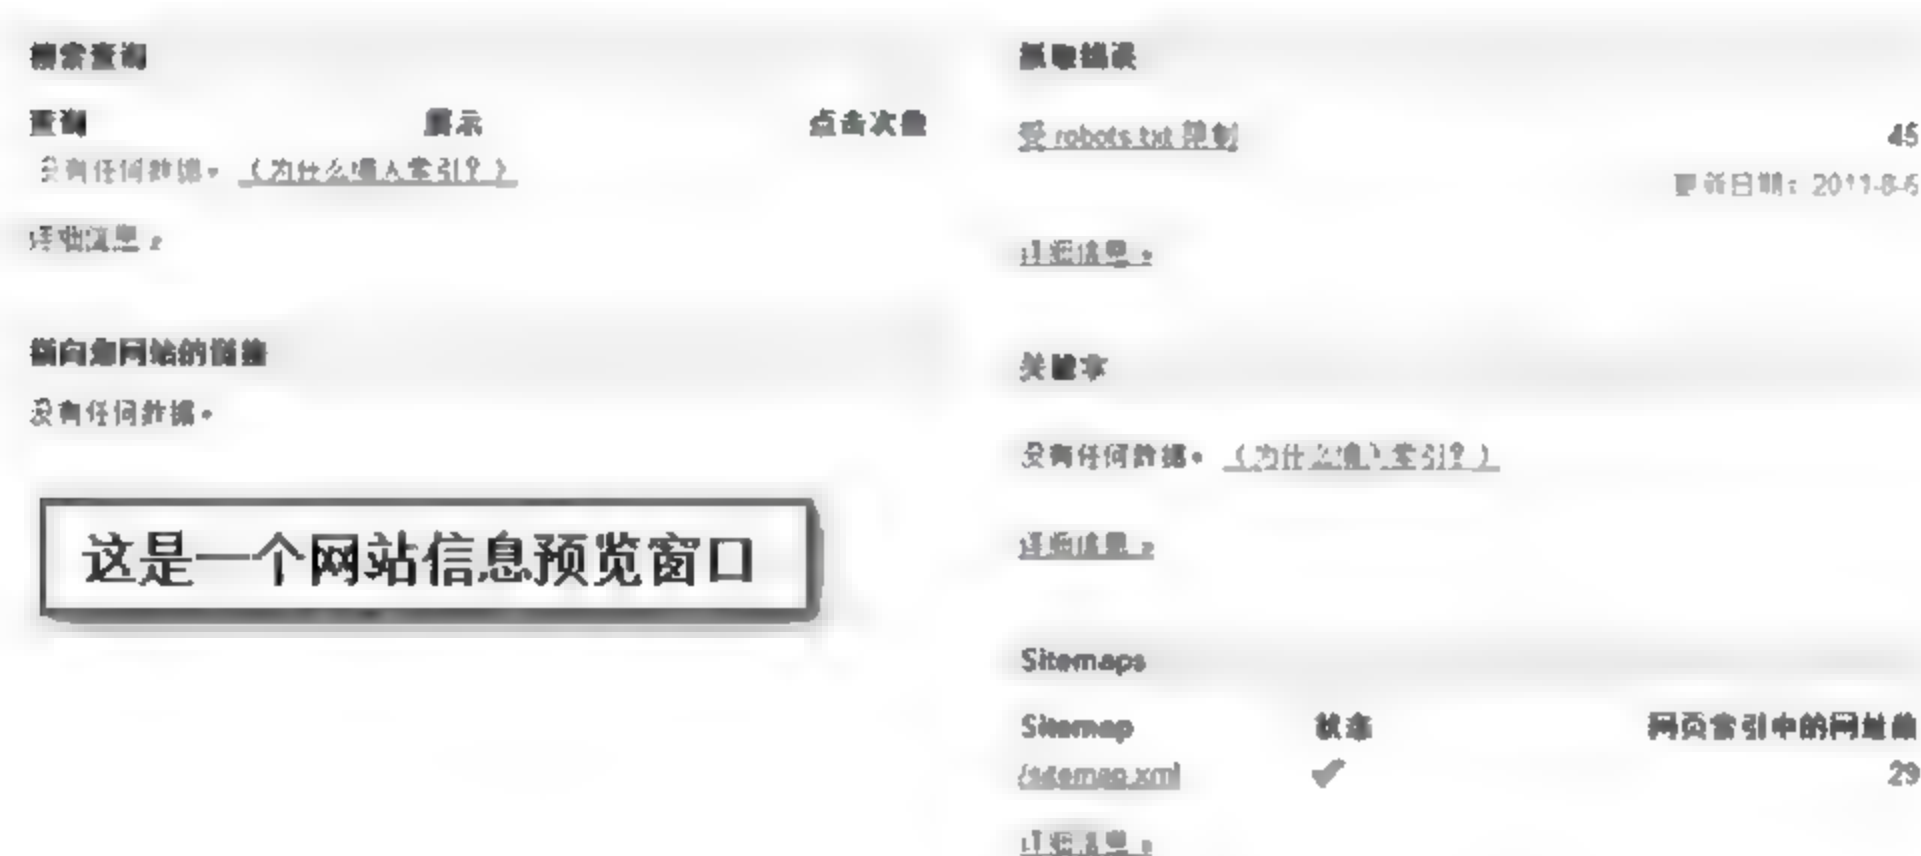 搜索查询
查询 展示 点击次数
没有任何数据。（为什么编入索引？）
详细信息 »
指向您网站的链接
没有任何数据。
这是一个网站信息预览窗口
抓取错误
受 robots.txt 限制 45
更新日期：2011-8-6
详细信息 »
关键字
没有任何数据。（为什么编入索引？）
详细信息 »
Sitemaps
Sitemap 状态 网页索引中的网址数
/sitemap.xml ✔ 29
详细信息 »